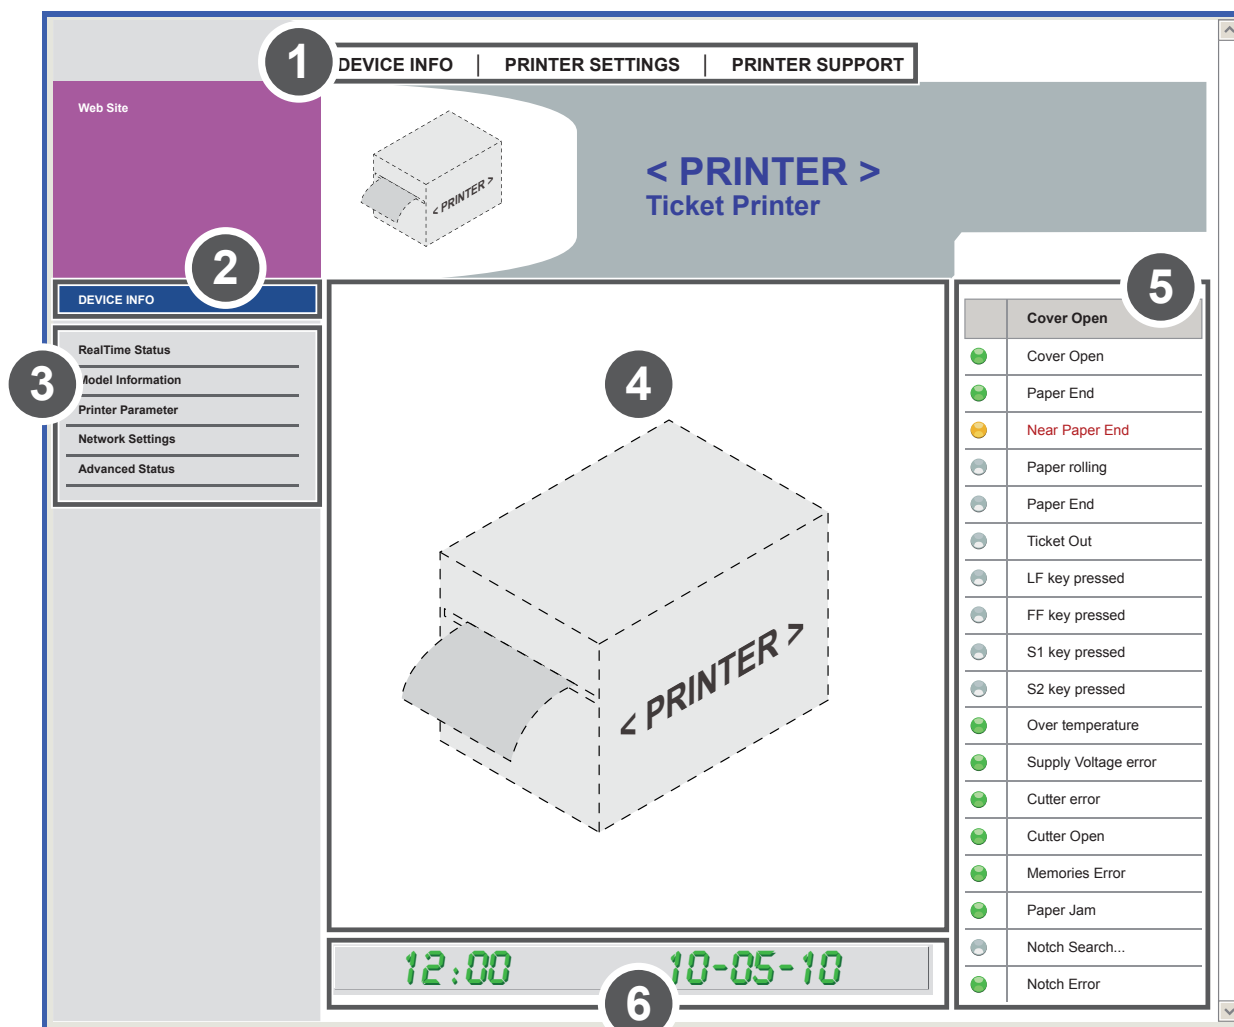 1
DEVICE INFO | PRINTER SETTINGS | PRINTER SUPPORT
Web Site
< PRINTER >
< PRINTER >
Ticket Printer
2
DEVICE INFO
3
RealTime Status
Model Information
Printer Parameter
Network Settings
Advanced Status
4
< PRINTER >
5
Cover Open
Cover Open
Paper End
Near Paper End
Paper rolling
Paper End
Ticket Out
LF key pressed
FF key pressed
S1 key pressed
S2 key pressed
Over temperature
Supply Voltage error
Cutter error
Cutter Open
Memories Error
Paper Jam
Notch Search...
Notch Error
12:00 10-05-10
6